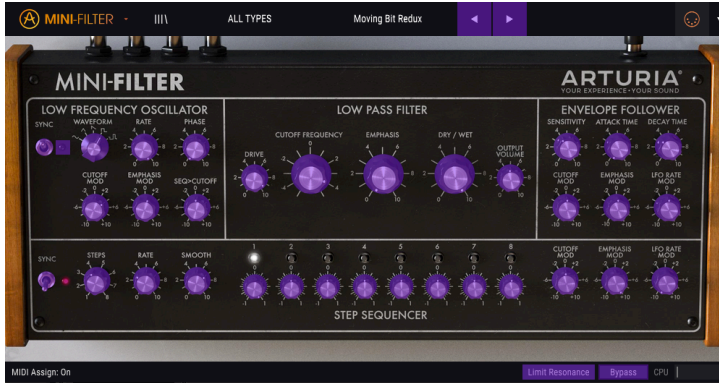 MINI-FILTER
ALL TYPES
Moving Bit Redux
MINI-FILTER
ARTURIA
YOUR EXPERIENCE • YOUR SOUND
LOW FREQUENCY OSCILLATOR
LOW PASS FILTER
ENVELOPE FOLLOWER
SYNC
WAVEFORM
RATE
PHASE
CUTOFF MOD
EMPHASIS MOD
SEQ>CUTOFF
DRIVE
CUTOFF FREQUENCY
EMPHASIS
DRY / WET
OUTPUT
VOLUME
SENSITIVITY
ATTACK TIME
DECAY TIME
CUTOFF
MOD
EMPHASIS
MOD
LFO RATE
MOD
SYNC
STEPS
RATE
SMOOTH
1 2 3 4 5 6 7 8
CUTOFF
MOD
EMPHASIS
MOD
LFO RATE
MOD
STEP SEQUENCER
MIDI Assign: On
Limit Resonance
Bypass
CPU